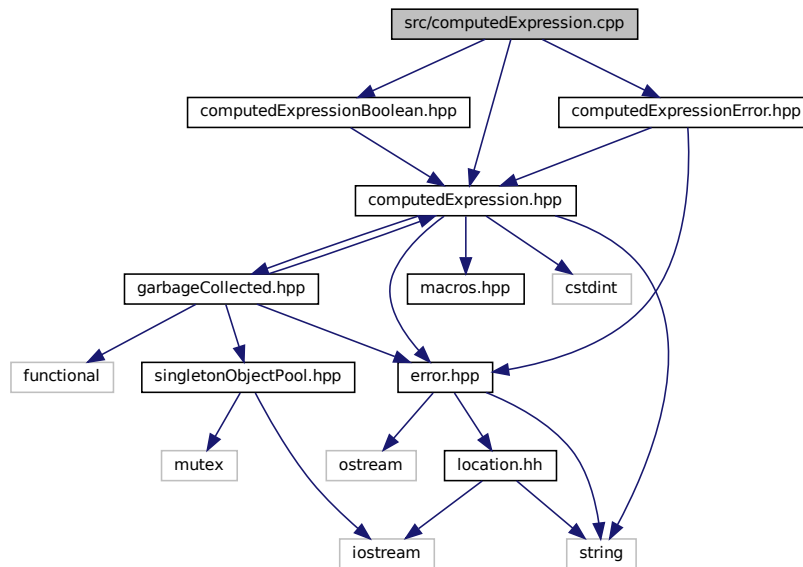 src/computedExpression.cpp
computedExpressionBoolean.hpp
computedExpressionError.hpp
computedExpression.hpp
garbageCollected.hpp
macros.hpp
cstdint
functional
singletonObjectPool.hpp
error.hpp
mutex
ostream
location.hh
iostream
string